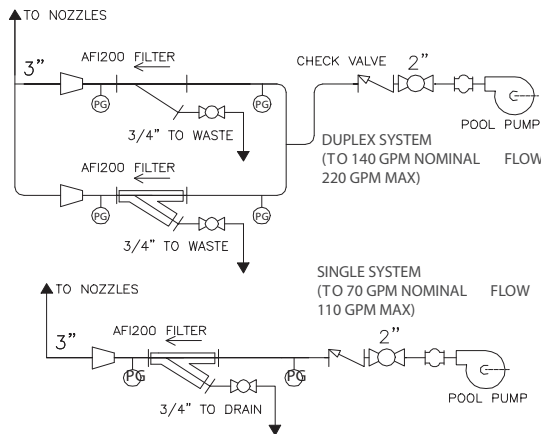 TO NOZZLES
AFI200 FILTER
3"
PG
PG
3/4" TO WASTE
CHECK VALVE
2"
POOL PUMP
DUPLEX SYSTEM
(TO 140 GPM NOMINAL FLOW
220 GPM MAX)
AFI200 FILTER
PG
PG
3/4" TO WASTE
SINGLE SYSTEM
(TO 70 GPM NOMINAL FLOW
110 GPM MAX)
TO NOZZLES
3"
AFI200 FILTER
2"
PG
PG
POOL PUMP
3/4" TO DRAIN